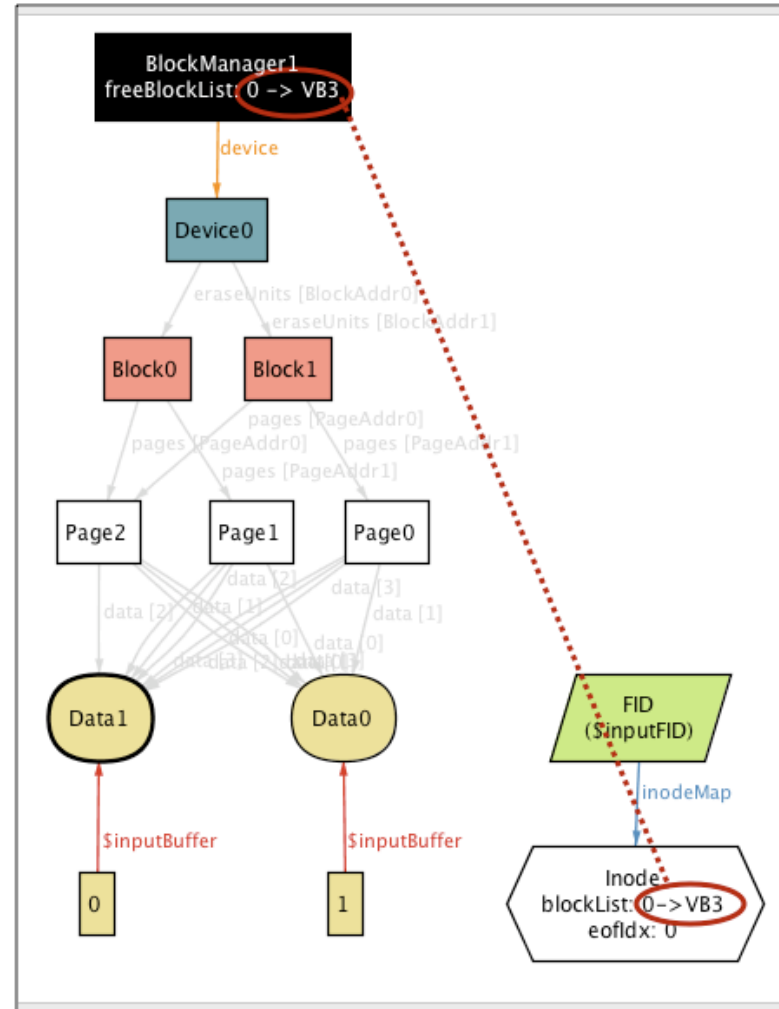 BlockManager1
freeBlockList: 0 -> VB3
device
Device0
eraseUnits [BlockAddr0]
eraseUnits [BlockAddr1]
Block0
Block1
pages [PageAddr0]
pages [PageAddr0]
pages [PageAddr1]
pages [PageAddr1]
Page2
Page1
Page0
data [2]
data [3]
data [2]
data [1]
data [1]
data [0]
data [0]
Data1
Data0
FID
($inputFID)
inodeMap
$inputBuffer
$inputBuffer
0
1
Inode
blockList: 0->VB3
eofIdx: 0